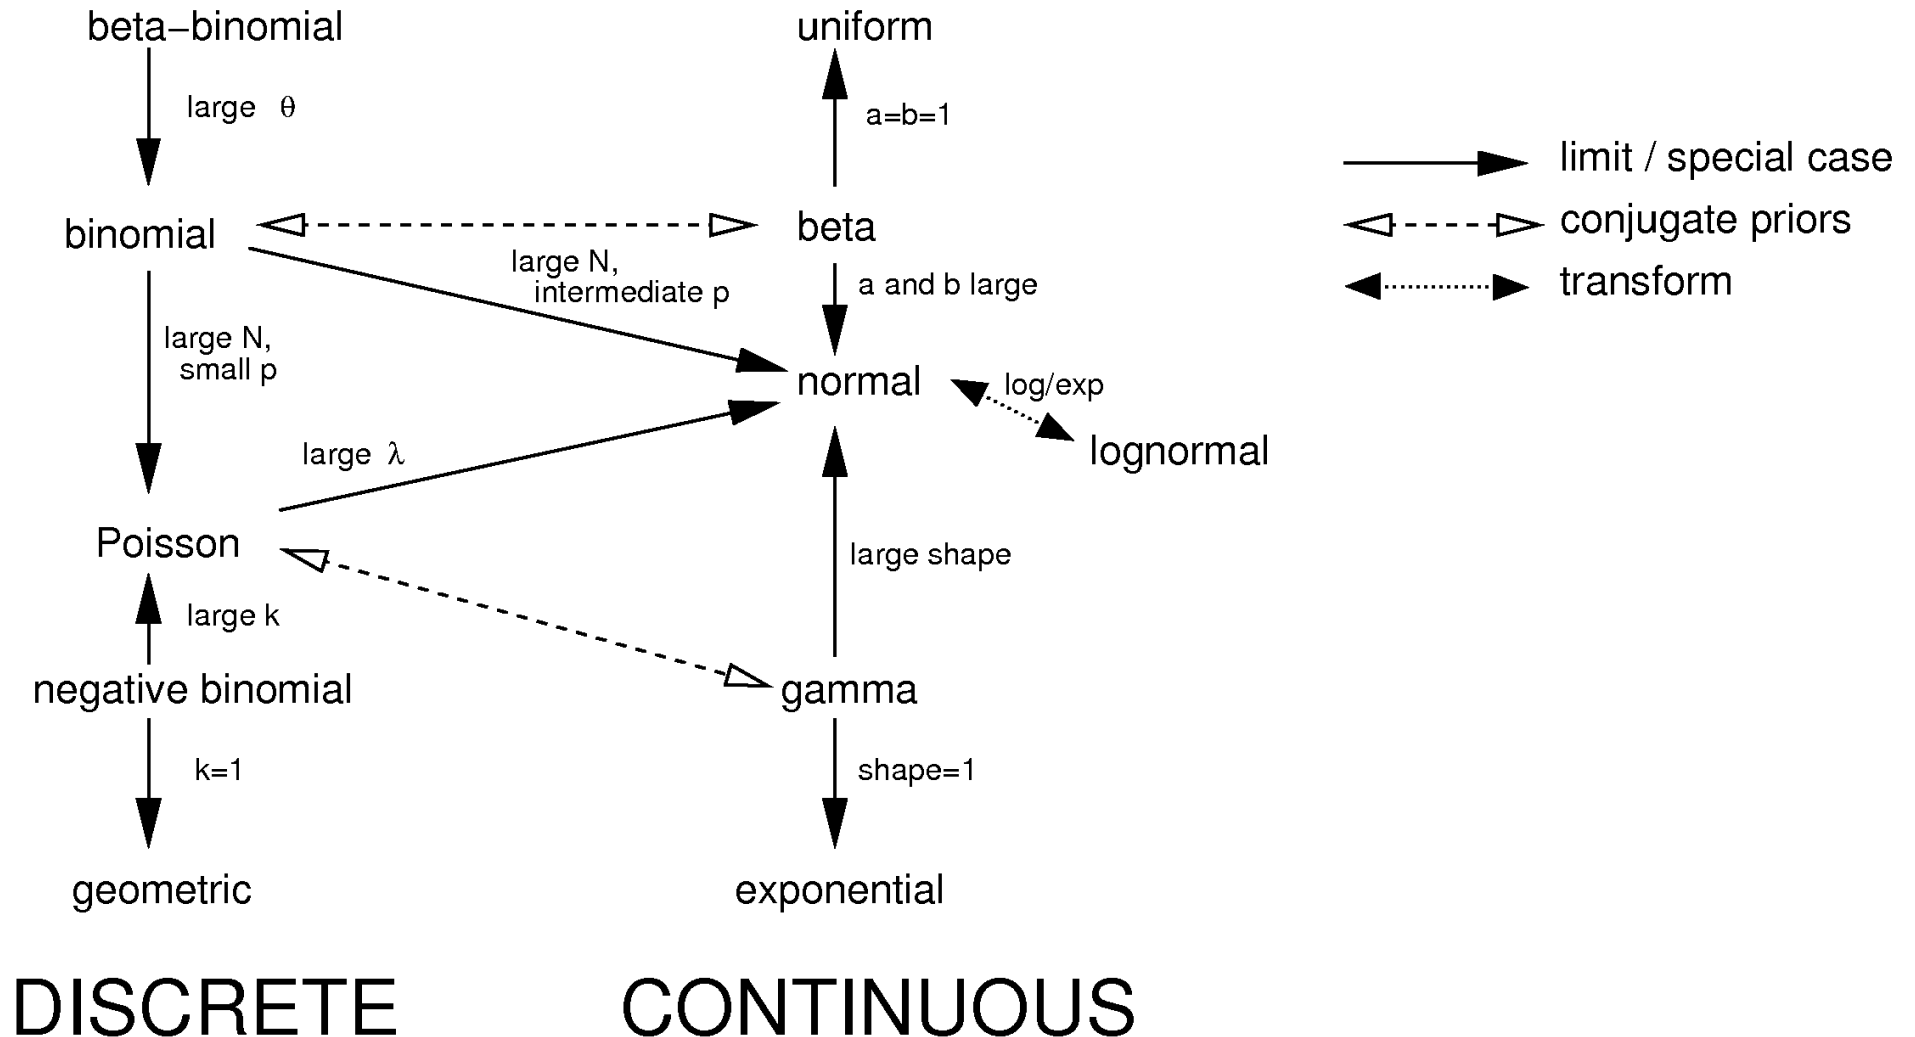 beta−binomial
uniform
large θ
a=b=1
limit / special case
conjugate priors
transform
binomial
beta
large N,
intermediate p
a and b large
large N,
small p
normal
log/exp
lognormal
large λ
Poisson
large shape
large k
negative binomial
gamma
k=1
shape=1
geometric
exponential
DISCRETE
CONTINUOUS